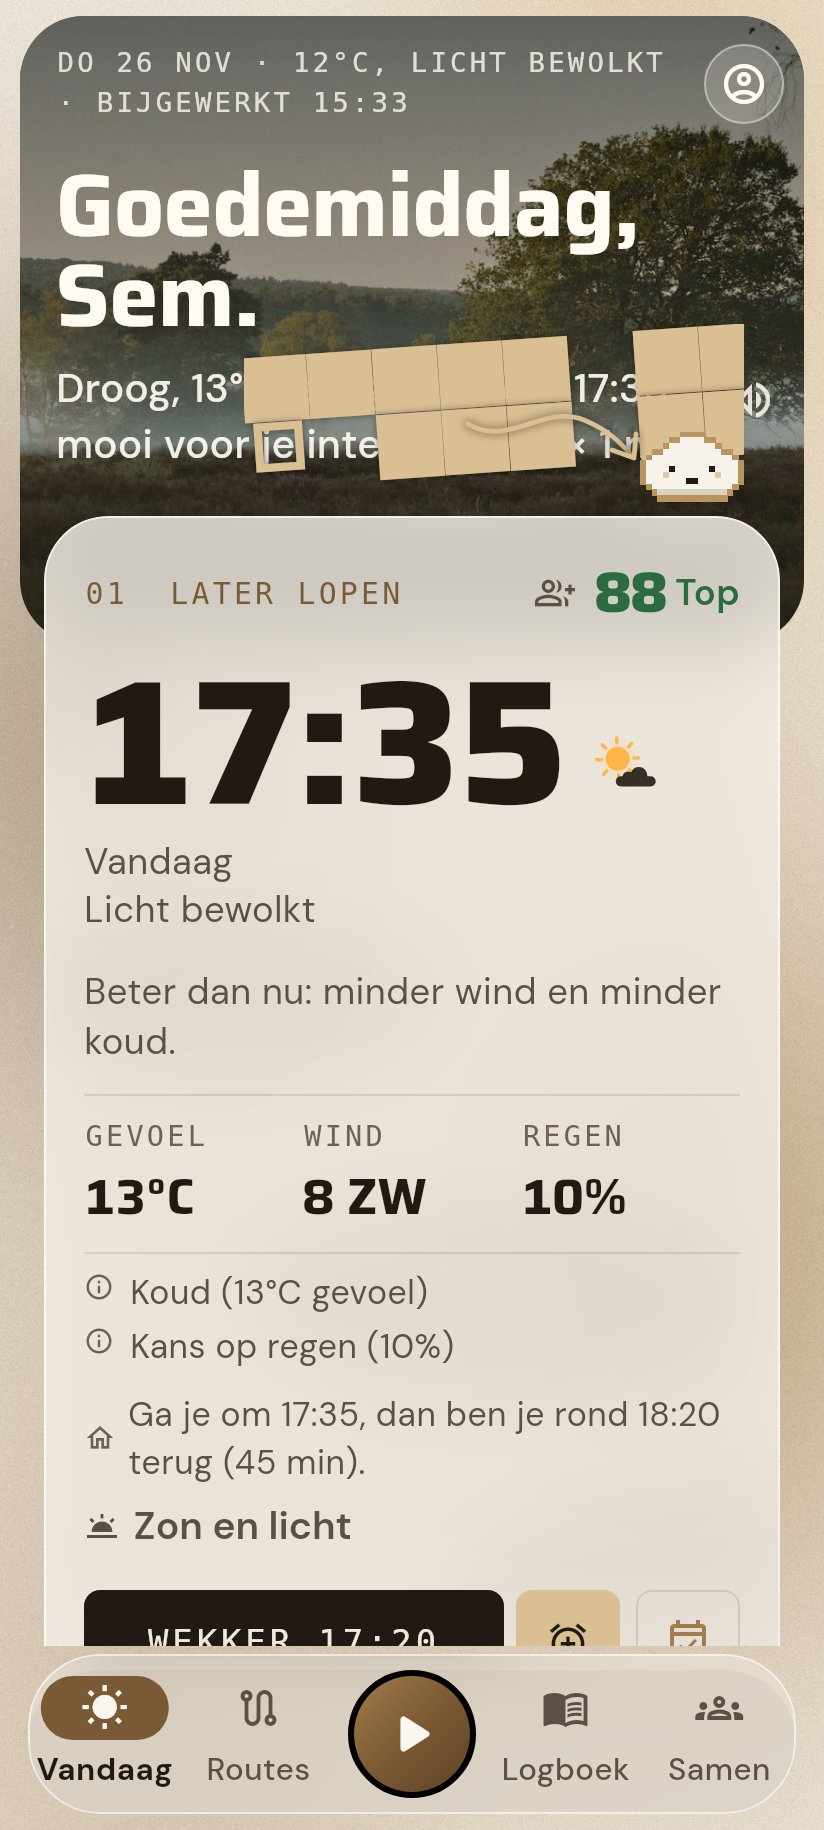 DO 26 NOV · 12°C, LICHT BEWOLKT
· BIJGEWERKT 15:33
Goedemiddag,
Sem.
Droog, 13°
mooi voor je inte
01 LATER LOPEN
88 Top
17:35
Vandaag
Licht bewolkt
Beter dan nu: minder wind en minder
koud.
GEVOEL WIND REGEN
13°C 8 ZW 10%
Koud (13°C gevoel)
Kans op regen (10%)
Ga je om 17:35, dan ben je rond 18:20
terug (45 min).
Zon en licht
WEKKER 17:20
Vandaag Routes Logboek Samen